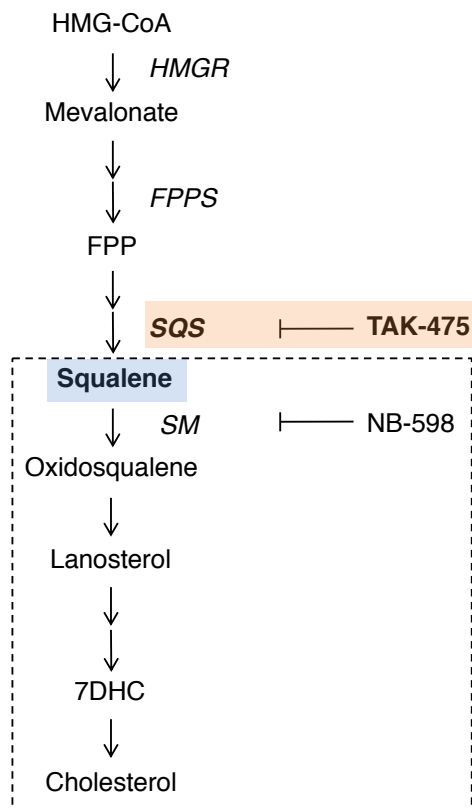 HMG-CoA
HMGR
Mevalonate
FPPS
FPP
SQS TAK-475
Squalene
SM NB-598
Oxidosqualene
Lanosterol
7DHC
Cholesterol